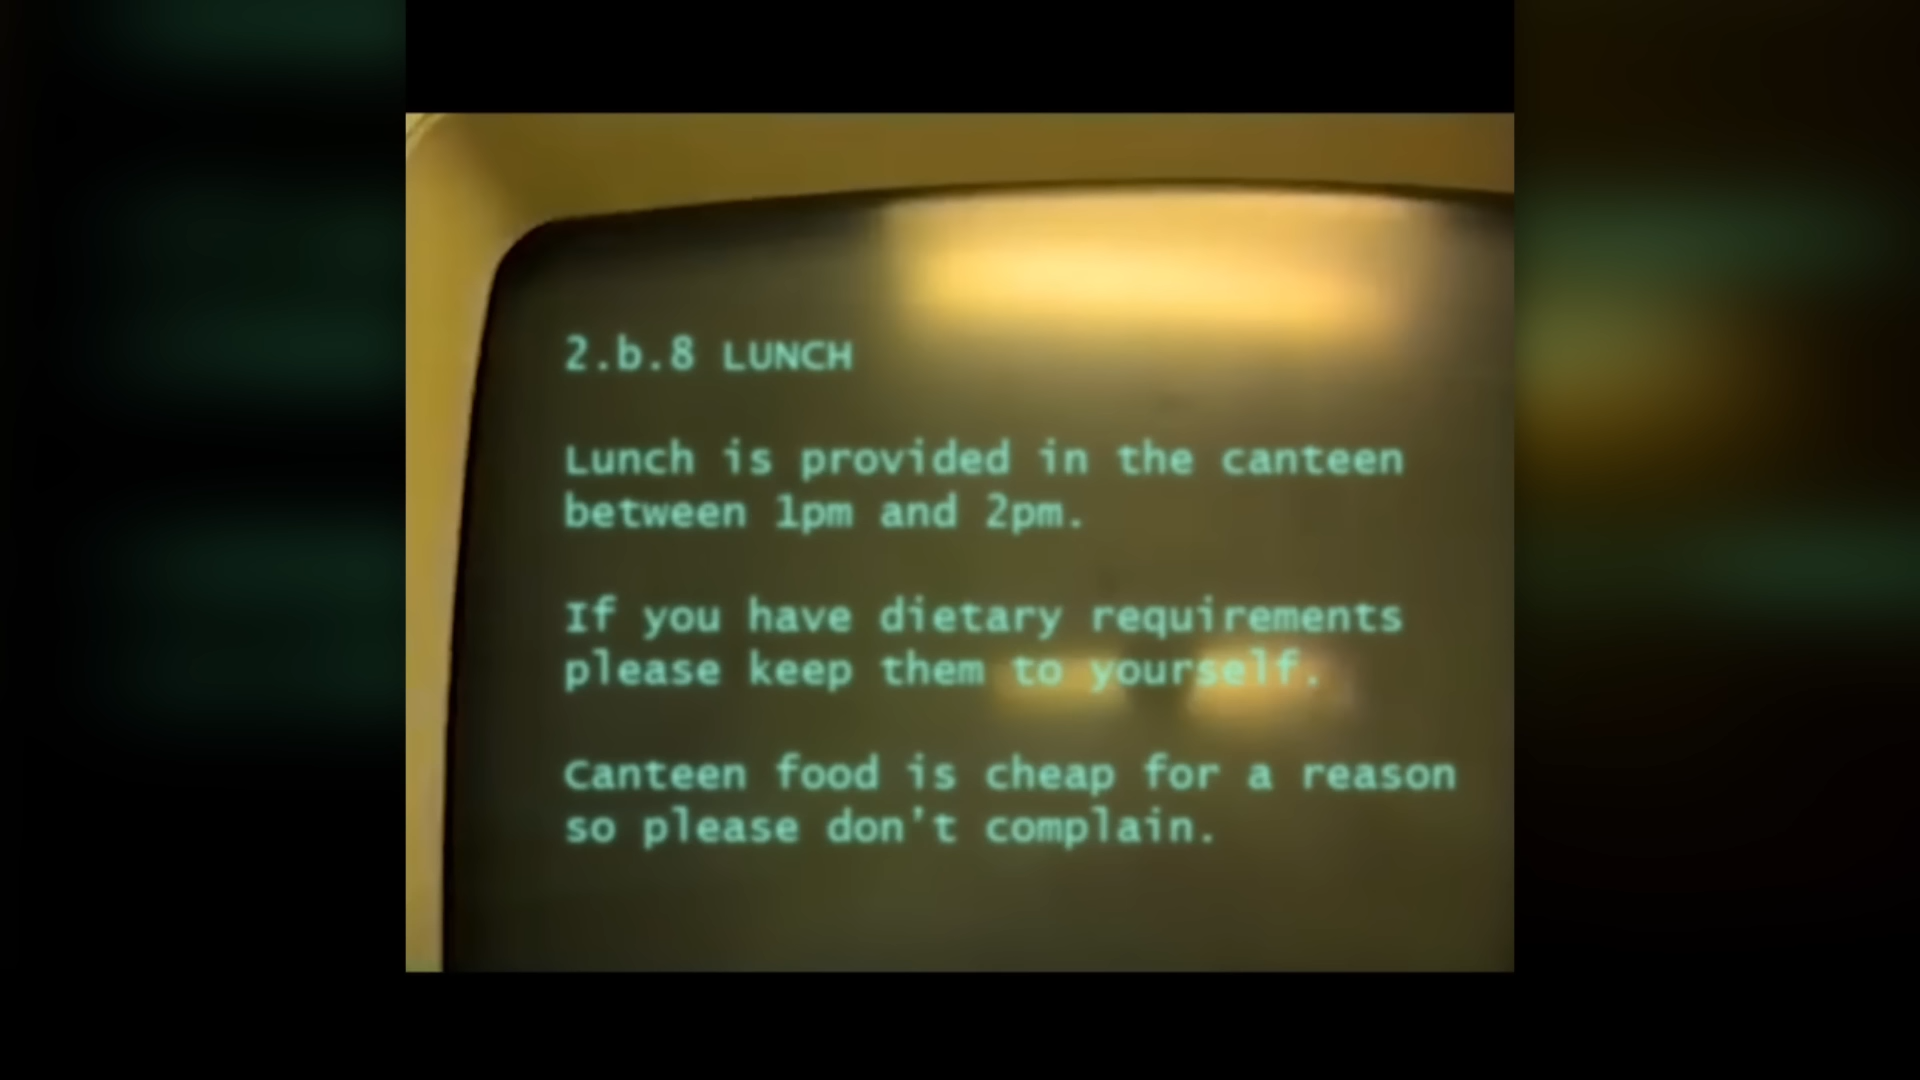 2.b.8 LUNCH
Lunch is provided in the canteen
between 1pm and 2pm.
If you have dietary requirements
please keep them to yourself.
Canteen food is cheap for a reason
so please don't complain.